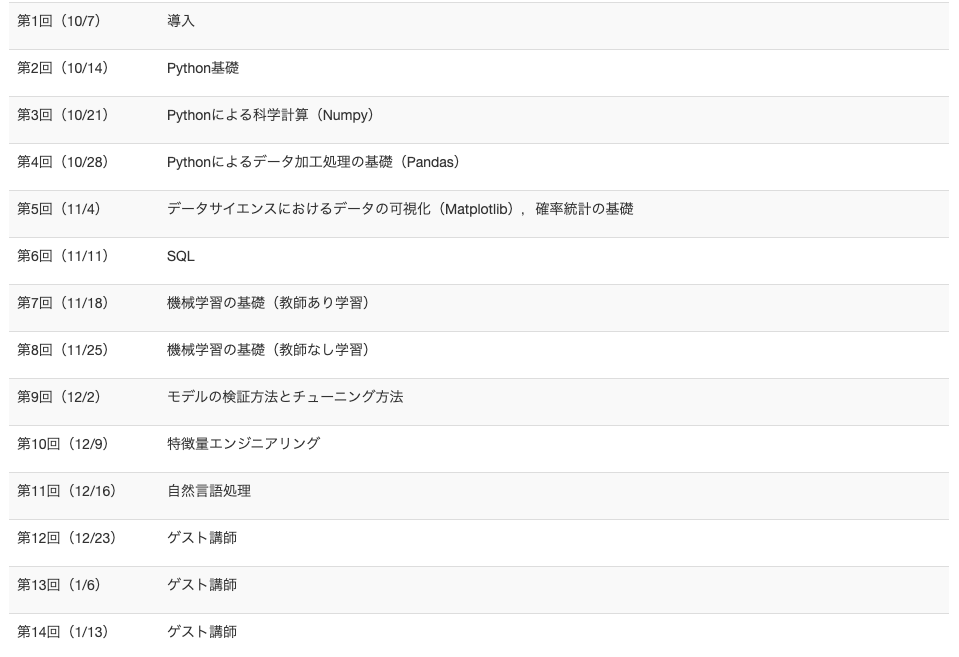 第1回（10/7） 導入
第2回（10/14） Python基礎
第3回（10/21） Pythonによる科学計算（Numpy）
第4回（10/28） Pythonによるデータ加工処理の基礎（Pandas）
第5回（11/4） データサイエンスにおけるデータの可視化（Matplotlib），確率統計の基礎
第6回（11/11） SQL
第7回（11/18） 機械学習の基礎（教師あり学習）
第8回（11/25） 機械学習の基礎（教師なし学習）
第9回（12/2） モデルの検証方法とチューニング方法
第10回（12/9） 特徴量エンジニアリング
第11回（12/16） 自然言語処理
第12回（12/23） ゲスト講師
第13回（1/6） ゲスト講師
第14回（1/13） ゲスト講師